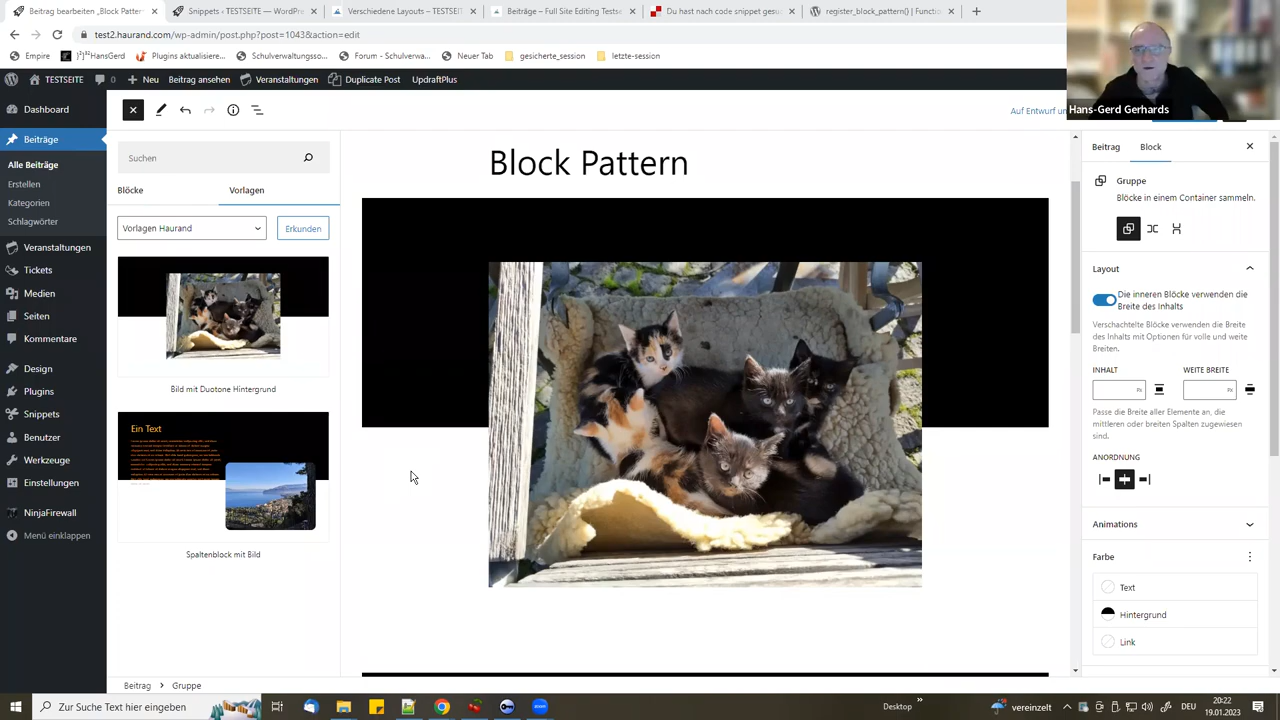 Beitrag bearbeiten „Block Pattern
Snippets ‹ TESTSEITE — WordPre
Verschiedene Layouts – TESTSEIT
Beiträge – Full Site Editing Testse
Du hast nach code snippet gesuc
register_block_pattern() | Functio
test2.haurand.com/wp-admin/post.php?post=1043&action=edit
Empire
HansGerd
Plugins aktualisiere...
Schulverwaltungsso...
Forum - Schulverwa...
Neuer Tab
gesicherte_session
letzte-session
Hans-Gerd Gerhards
TESTSEITE
0
Neu
Beitrag ansehen
Veranstaltungen
Duplicate Post
UpdraftPlus
Dashboard
Beiträge
Alle Beiträge
Erstellen
Kategorien
Schlagwörter
Veranstaltungen
Tickets
Medien
Seiten
Kommentare
Design
Plugins
Snippets
Benutzer
Werkzeuge
Einstellungen
NinjaFirewall
Menü einklappen
Auf Entwurf um
Suchen
Blöcke
Vorlagen
Vorlagen Haurand
Erkunden
Bild mit Duotone Hintergrund
Ein Text
Spaltenblock mit Bild
Block Pattern
Beitrag
Block
Gruppe
Blöcke in einem Container sammeln.
Layout
Die inneren Blöcke verwenden die
Breite des Inhalts
Verschachtelte Blöcke verwenden die Breite
des Inhalts mit Optionen für volle und weite
Breiten.
INHALT
WEITE BREITE
PX
PX
Passe die Breite aller Elemente an, die
mittleren oder breiten Spalten zugewiesen
sind.
ANORDNUNG
Animations
Farbe
Text
Hintergrund
Link
Beitrag > Gruppe
Zur Suche Text hier eingeben
Desktop
»
vereinzelt
DEU
20:22
19.01.2023